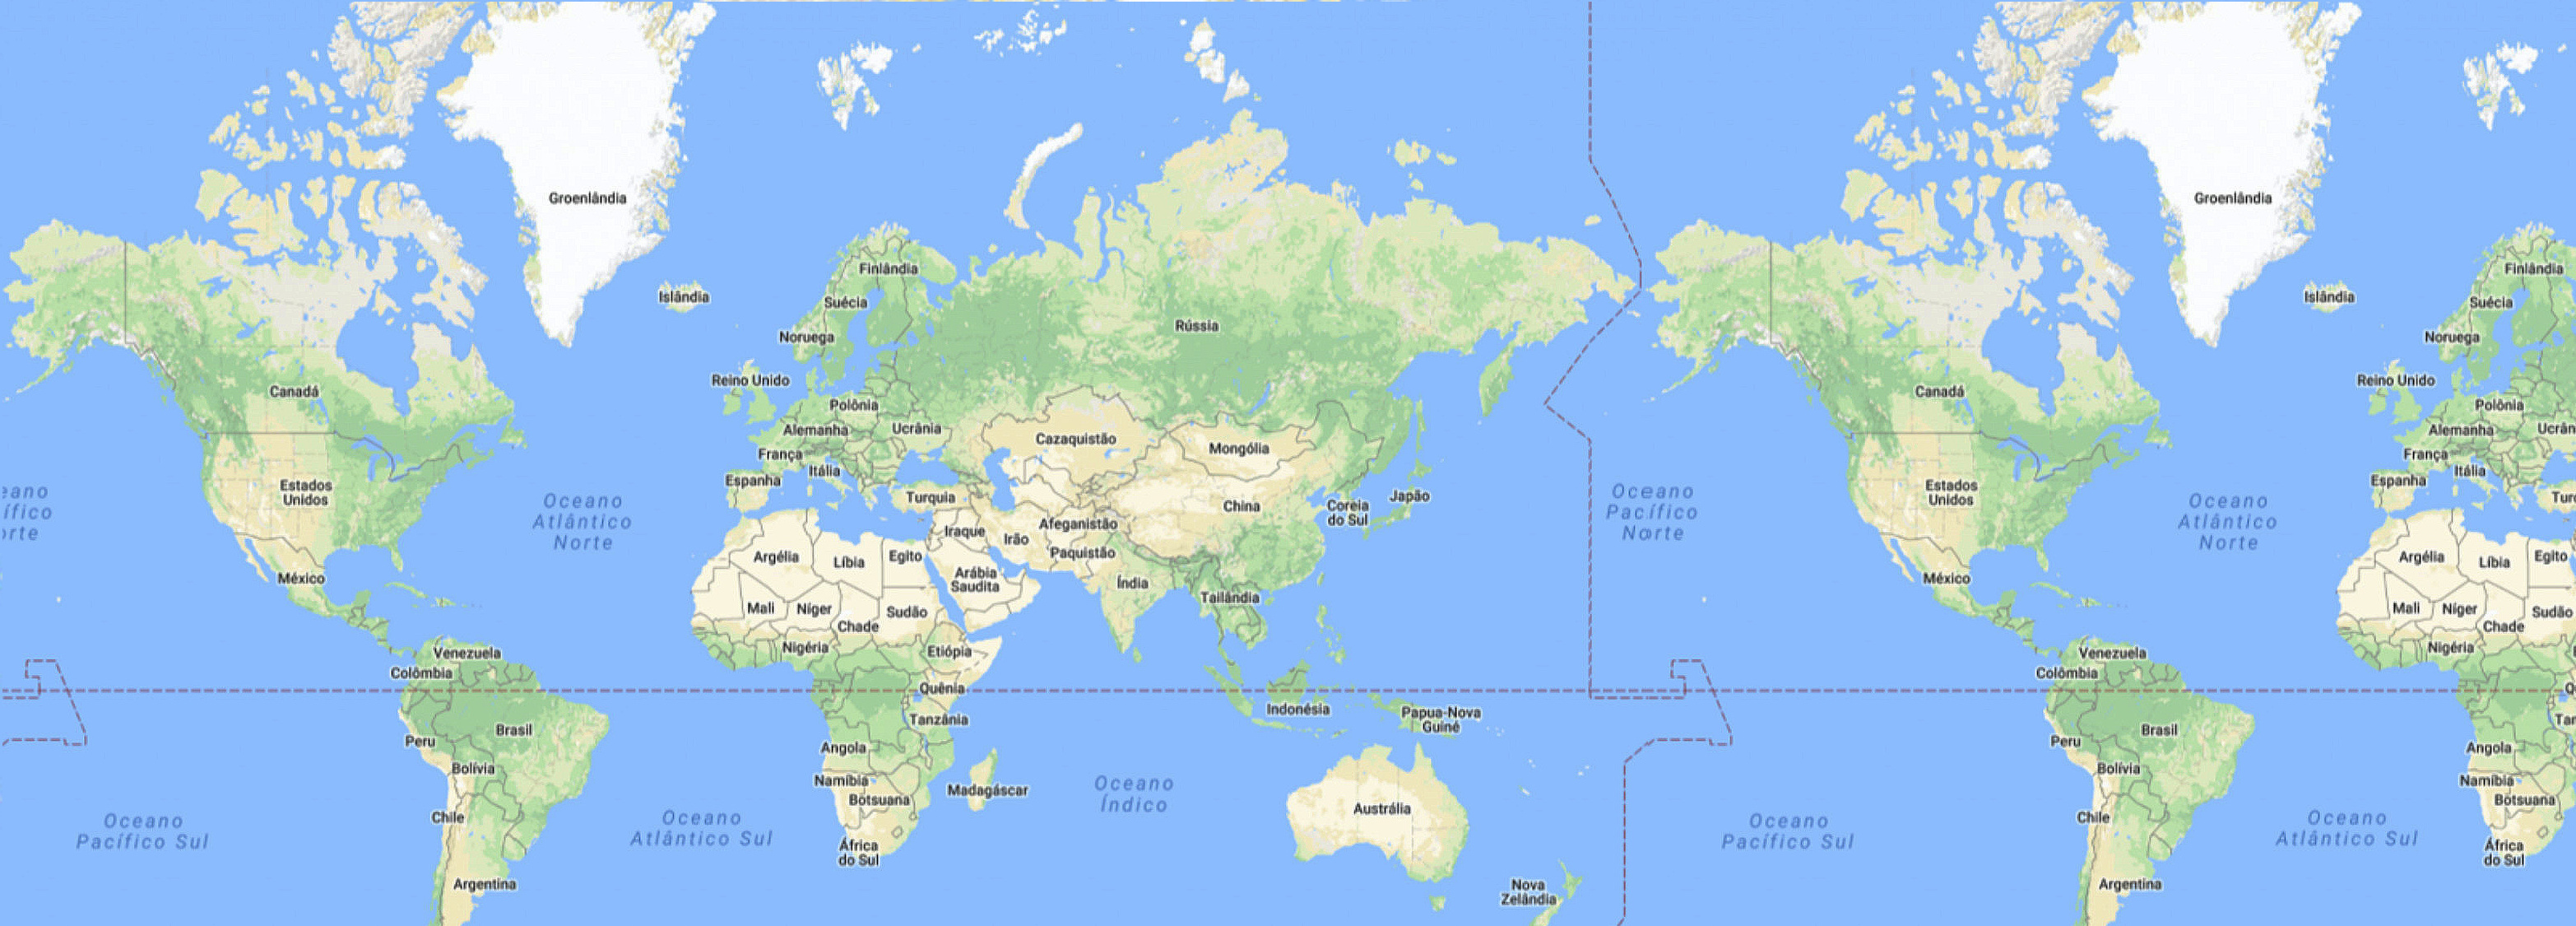 Groenlândia
Groenlândia
Finlândia
Finlândia
Islândia
Suécia
Islândia
Suécia
Rússia
Noruega
Noruega
Reino Unido
Reino Unido
Canadá
Canadá
Polônia
Polônia
Alemanha
Ucrânia
Alemanha
Ucrân
Cazaquistão
Mongólia
França
França
Itália
Itália
Espanha
Espanha
Estados
Unidos
Estados
Unidos
Turquia
Japão
China
Coreia
do Sul
eano
ífico
orte
Oceano
Atlântico
Norte
Oceano
Pacífico
Norte
Oceano
Atlântico
Norte
Turq
Afeganistão
Iraque
Irão
Paquistão
Argélia
Líbia
Egito
Argélia
Líbia
Egito
México
Arábia
Saudita
Índia
México
Tailândia
Mali
Níger
Sudão
Mali
Níger
Sudão
Chade
Chade
Venezuela
Nigéria
Etiópia
Venezuela
Nigéria
Colômbia
Colômbia
Quênia
Indonésia
Papua-Nova
Guiné
Tanzânia
Tan
Brasil
Brasil
Peru
Peru
Angola
Angola
Bolívia
Bolívia
Namíbia
Namíbia
Botsuana
Botsuana
Madagáscar
Oceano
Índico
Austrália
Chile
Chile
Oceano
Pacífico Sul
Oceano
Atlântico Sul
Oceano
Pacífico Sul
Oceano
Atlântico Sul
África
do Sul
África
do Sul
Argentina
Nova
Zelândia
Argentina